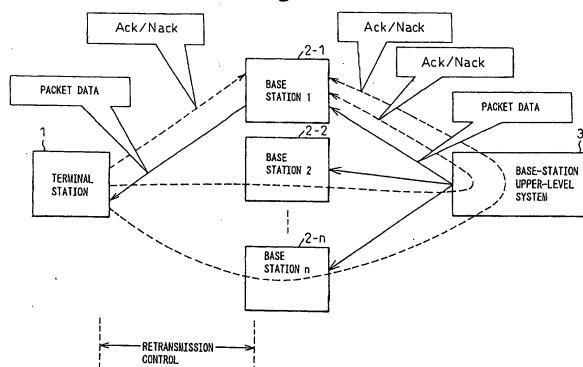 Ack/Nack
PACKET DATA
1
TERMINAL
STATION
2-1
BASE
STATION 1
2-2
BASE
STATION 2
2-n
BASE
STATION n
Ack/Nack
Ack/Nack
PACKET DATA
3
BASE-STATION
UPPER-LEVEL
SYSTEM
RETRANSMISSION
CONTROL